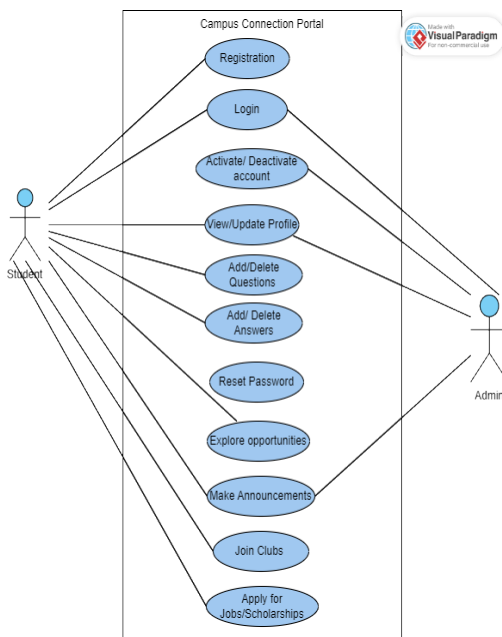 Campus Connection Portal
Made with
Visual Paradigm
For non-commercial use
Registration
Login
Activate/ Deactivate
account
View/Update Profile
Add/Delete
Questions
Add/ Delete
Answers
Student
Reset Password
Admin
Explore opportunities
Make Announcements
Join Clubs
Apply for
Jobs/Scholarships